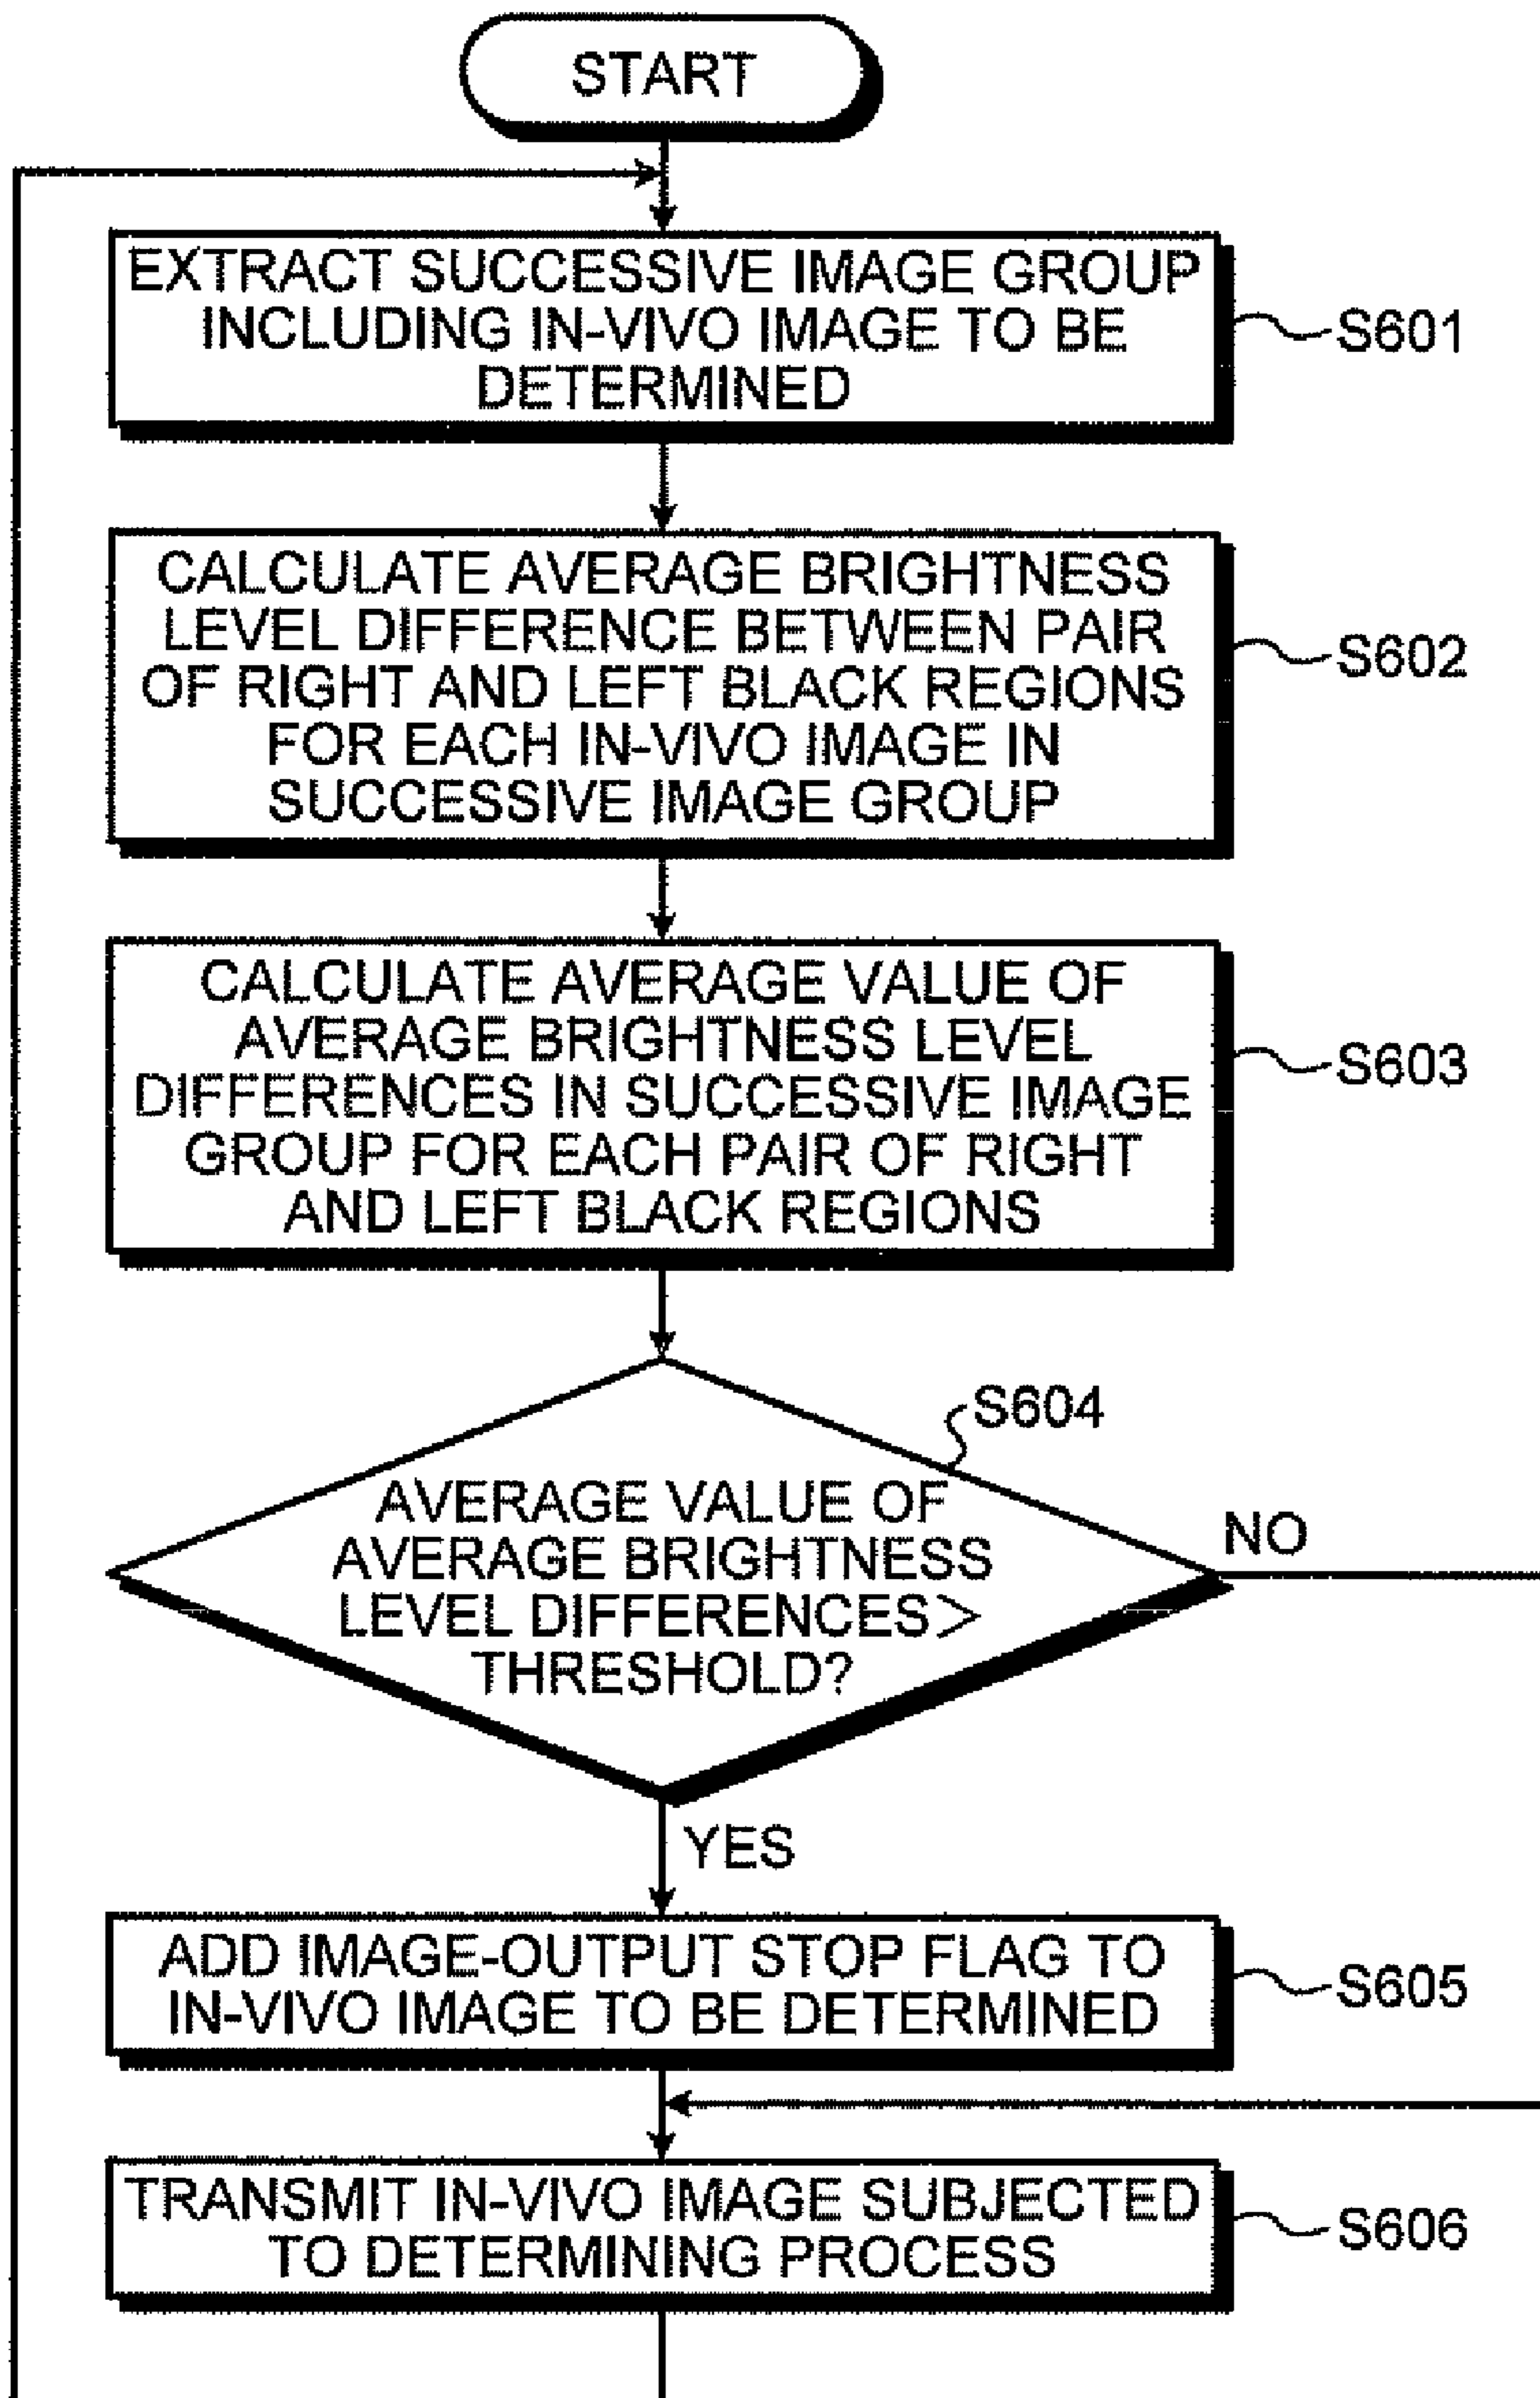 START
EXTRACT SUCCESSIVE IMAGE GROUP
INCLUDING IN-VIVO IMAGE TO BE
DETERMINED
S601
CALCULATE AVERAGE BRIGHTNESS
LEVEL DIFFERENCE BETWEEN PAIR
OF RIGHT AND LEFT BLACK REGIONS
FOR EACH IN-VIVO IMAGE IN
SUCCESSIVE IMAGE GROUP
S602
CALCULATE AVERAGE VALUE OF
AVERAGE BRIGHTNESS LEVEL
DIFFERENCES IN SUCCESSIVE IMAGE
GROUP FOR EACH PAIR OF RIGHT
AND LEFT BLACK REGIONS
S603
S604
AVERAGE VALUE OF
AVERAGE BRIGHTNESS
LEVEL DIFFERENCES>
THRESHOLD?
NO
YES
ADD IMAGE-OUTPUT STOP FLAG TO
IN-VIVO IMAGE TO BE DETERMINED
S605
TRANSMIT IN-VIVO IMAGE SUBJECTED
TO DETERMINING PROCESS
S606